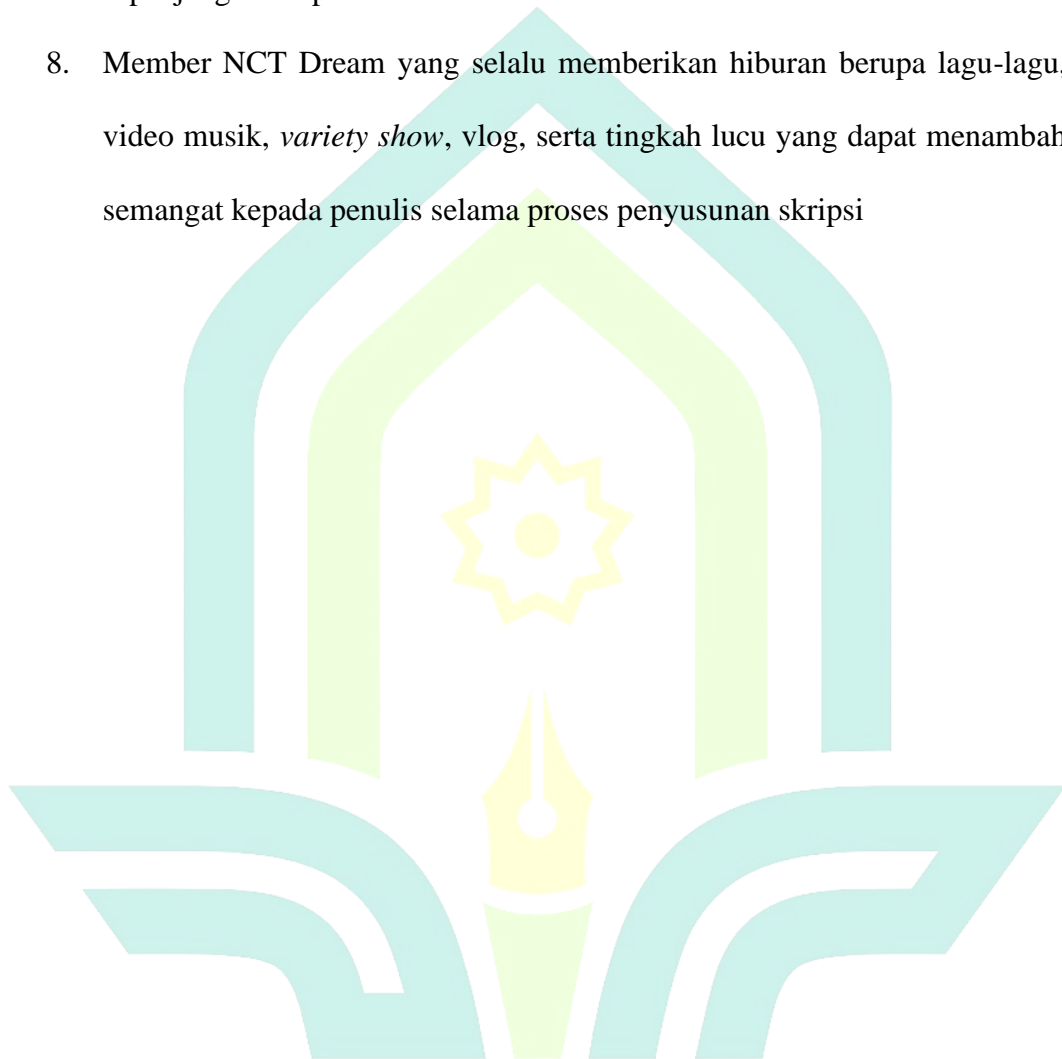 8. Member NCT Dream yang selalu memberikan hiburan berupa lagu-lagu,
video musik, variety show, vlog, serta tingkah lucu yang dapat menambah
semangat kepada penulis selama proses penyusunan skripsi